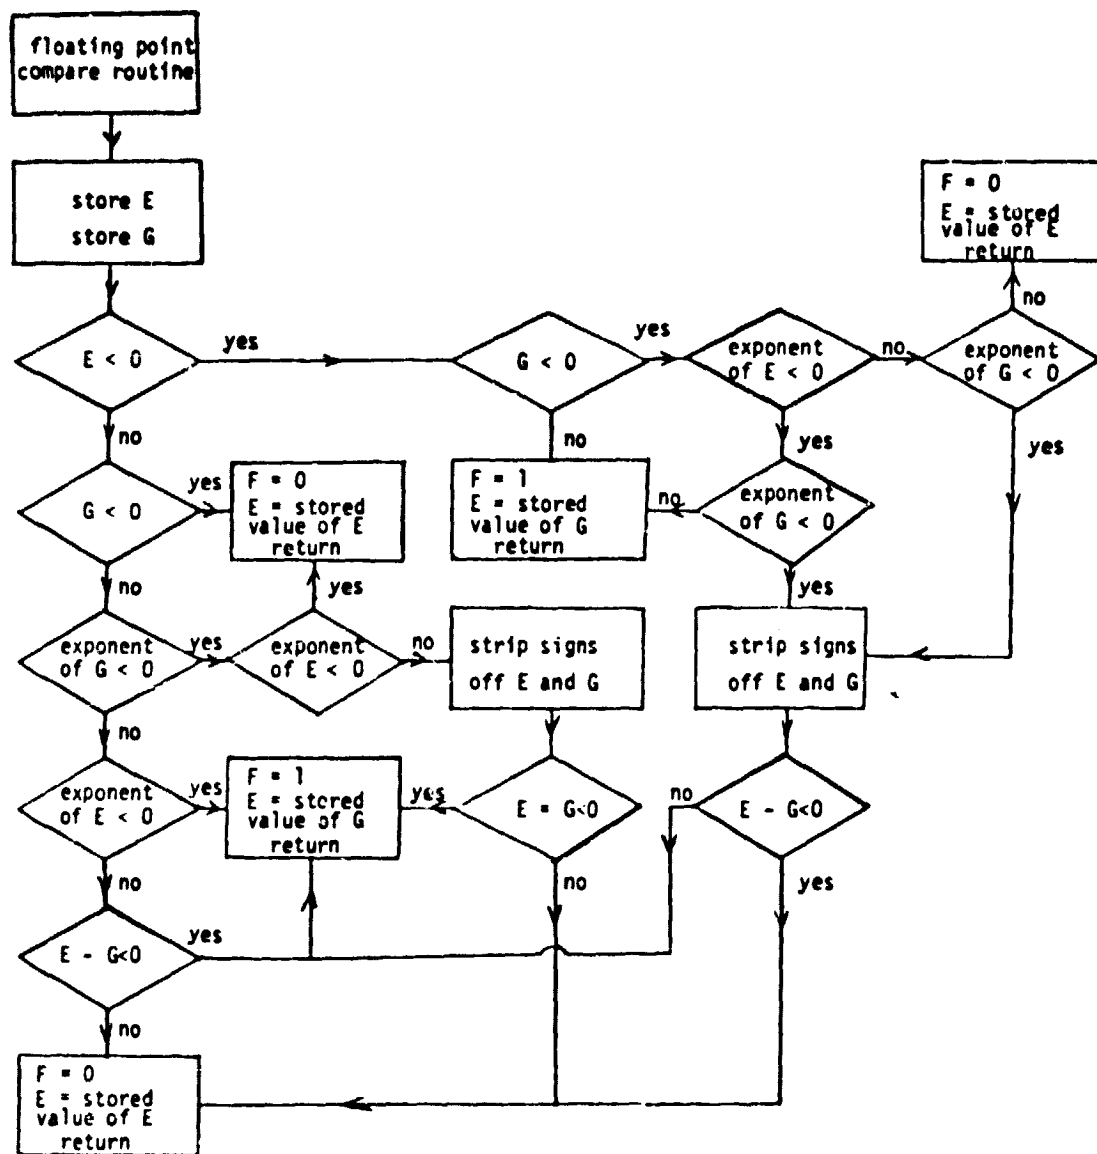 floating point
compare routine
store E
store G
F = 0
E = stored
value of E
return
E < 0
yes
G < 0
yes
exponent
of E < 0
no
exponent
of G < 0
no
yes
no
no
yes
G < 0
yes
F = 0
E = stored
value of E
return
F = 1
E = stored
value of G
return
no
exponent
of G < 0
no
yes
yes
exponent
of G < 0
yes
exponent
of E < 0
no
strip signs
off E and G
strip signs
off E and G
no
exponent
of E < 0
yes
F = 1
E = stored
value of G
return
yes
E = G<0
no
E - G<0
no
no
yes
E - G<0
yes
no
F = 0
E = stored
value of E
return